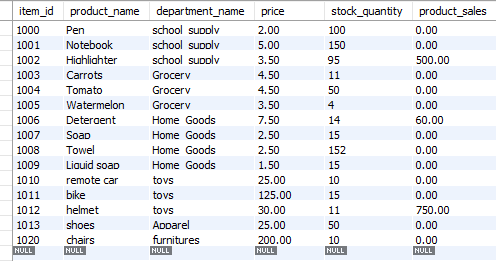 item_id product_name department_name price stock_quantity product_sales
1000 Pen school supply 2.00 100 0.00
1001 Notebook school supply 5.00 150 0.00
1002 Highlighter school supply 3.50 95 500.00
1003 Carrots Grocery 4.50 11 0.00
1004 Tomato Grocery 4.50 50 0.00
1005 Watermelon Grocery 3.50 4 0.00
1006 Detergent Home Goods 7.50 14 60.00
1007 Soap Home Goods 2.50 15 0.00
1008 Towel Home Goods 2.50 152 0.00
1009 Liquid soap Home Goods 1.50 15 0.00
1010 remote car toys 25.00 10 0.00
1011 bike toys 125.00 15 0.00
1012 helmet toys 30.00 11 750.00
1013 shoes Apparel 25.00 50 0.00
1020 chairs furnitures 200.00 10 0.00
NULL NULL NULL NULL NULL NULL